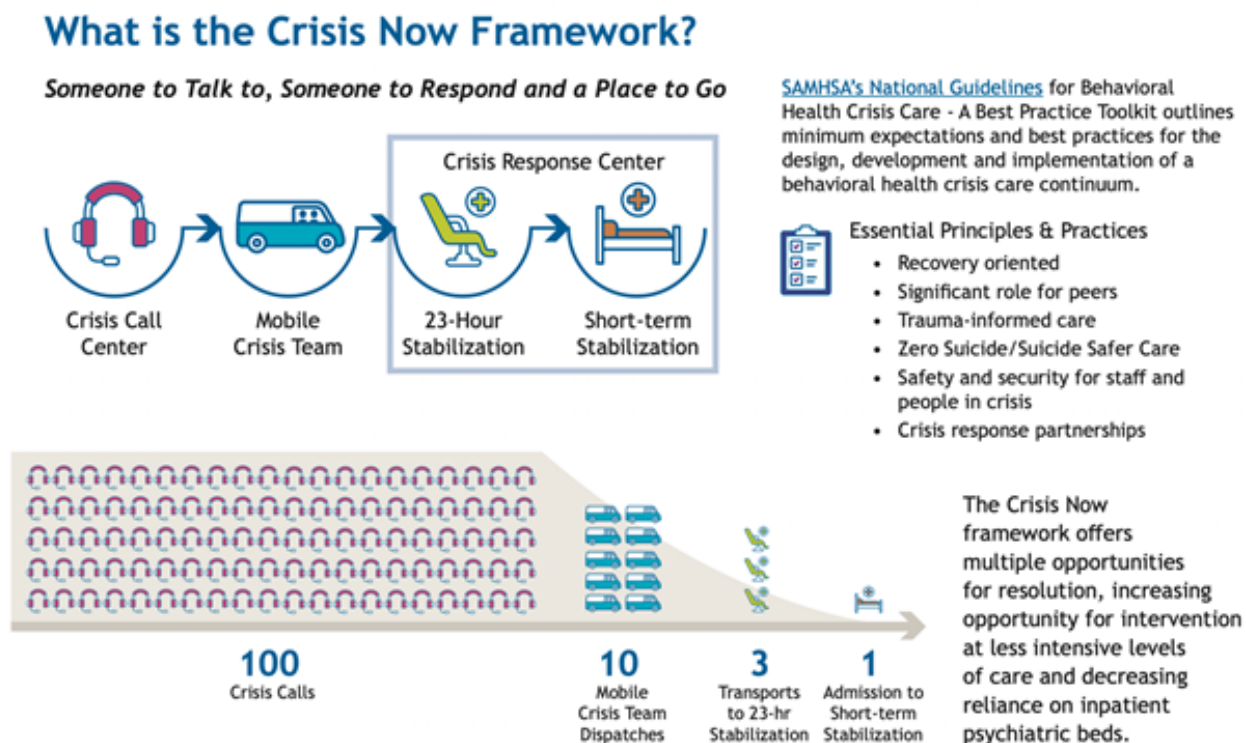 What is the Crisis Now Framework?
Someone to Talk to, Someone to Respond and a Place to Go
Crisis Response Center
Crisis Call
Center
Mobile
Crisis Team
23-Hour
Stabilization
Short-term
Stabilization
SAMHSA's National Guidelines for Behavioral
Health Crisis Care - A Best Practice Toolkit outlines
minimum expectations and best practices for the
design, development and implementation of a
behavioral health crisis care continuum.
Essential Principles & Practices
• Recovery oriented
• Significant role for peers
• Trauma-informed care
• Zero Suicide/Suicide Safer Care
• Safety and security for staff and
people in crisis
• Crisis response partnerships
100
Crisis Calls
10
Mobile
Crisis Team
Dispatches
3
Transports
to 23-hr
Stabilization
1
Admission to
Short-term
Stabilization
The Crisis Now
framework offers
multiple opportunities
for resolution, increasing
opportunity for intervention
at less intensive levels
of care and decreasing
reliance on inpatient
psychiatric beds.